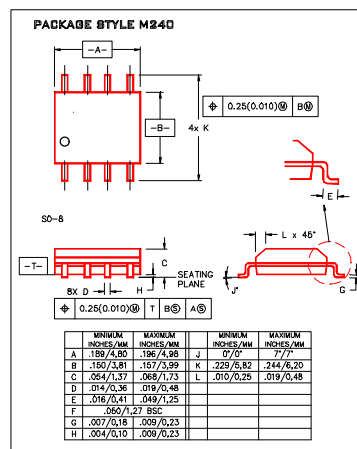 PACKAGE STYLE M240
-A-
-B-
4x K
⌖ 0.25(0.010)Ⓜ BⓂ
E
SO-8
L x 45°
-T-
C
8X D
H
SEATING
PLANE
J°
G
⌖ 0.25(0.010)Ⓜ T BⓈ AⓈ
MINIMUM INCHES/MM MAXIMUM INCHES/MM MINIMUM INCHES/MM MAXIMUM INCHES/MM
A .189/4,80 .196/4,98 J 0°/0° 7°/7°
B .150/3,81 .157/3,99 K .229/5,82 .244/6,20
C .054/1,37 .068/1,73 L .010/0,25 .019/0,48
D .014/0,36 .019/0,48
E .016/0,41 .049/1,25
F .050/1,27 BSC
G .007/0,18 .009/0,23
H .004/0,10 .009/0,23